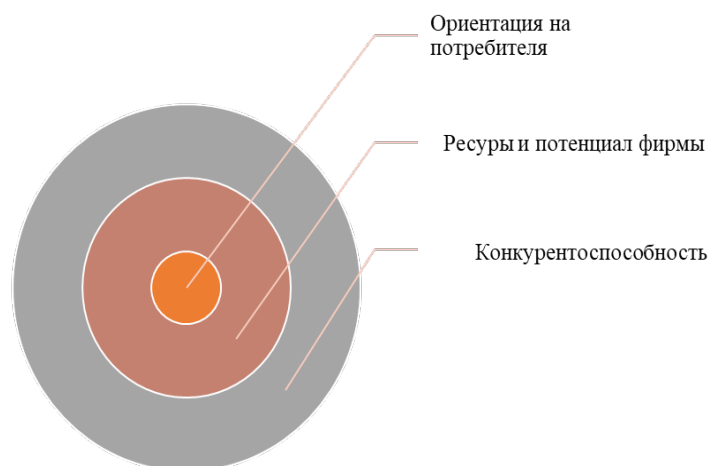 Ориентация на
потребителя
Ресуры и потенциал фирмы
Конкурентоспособность